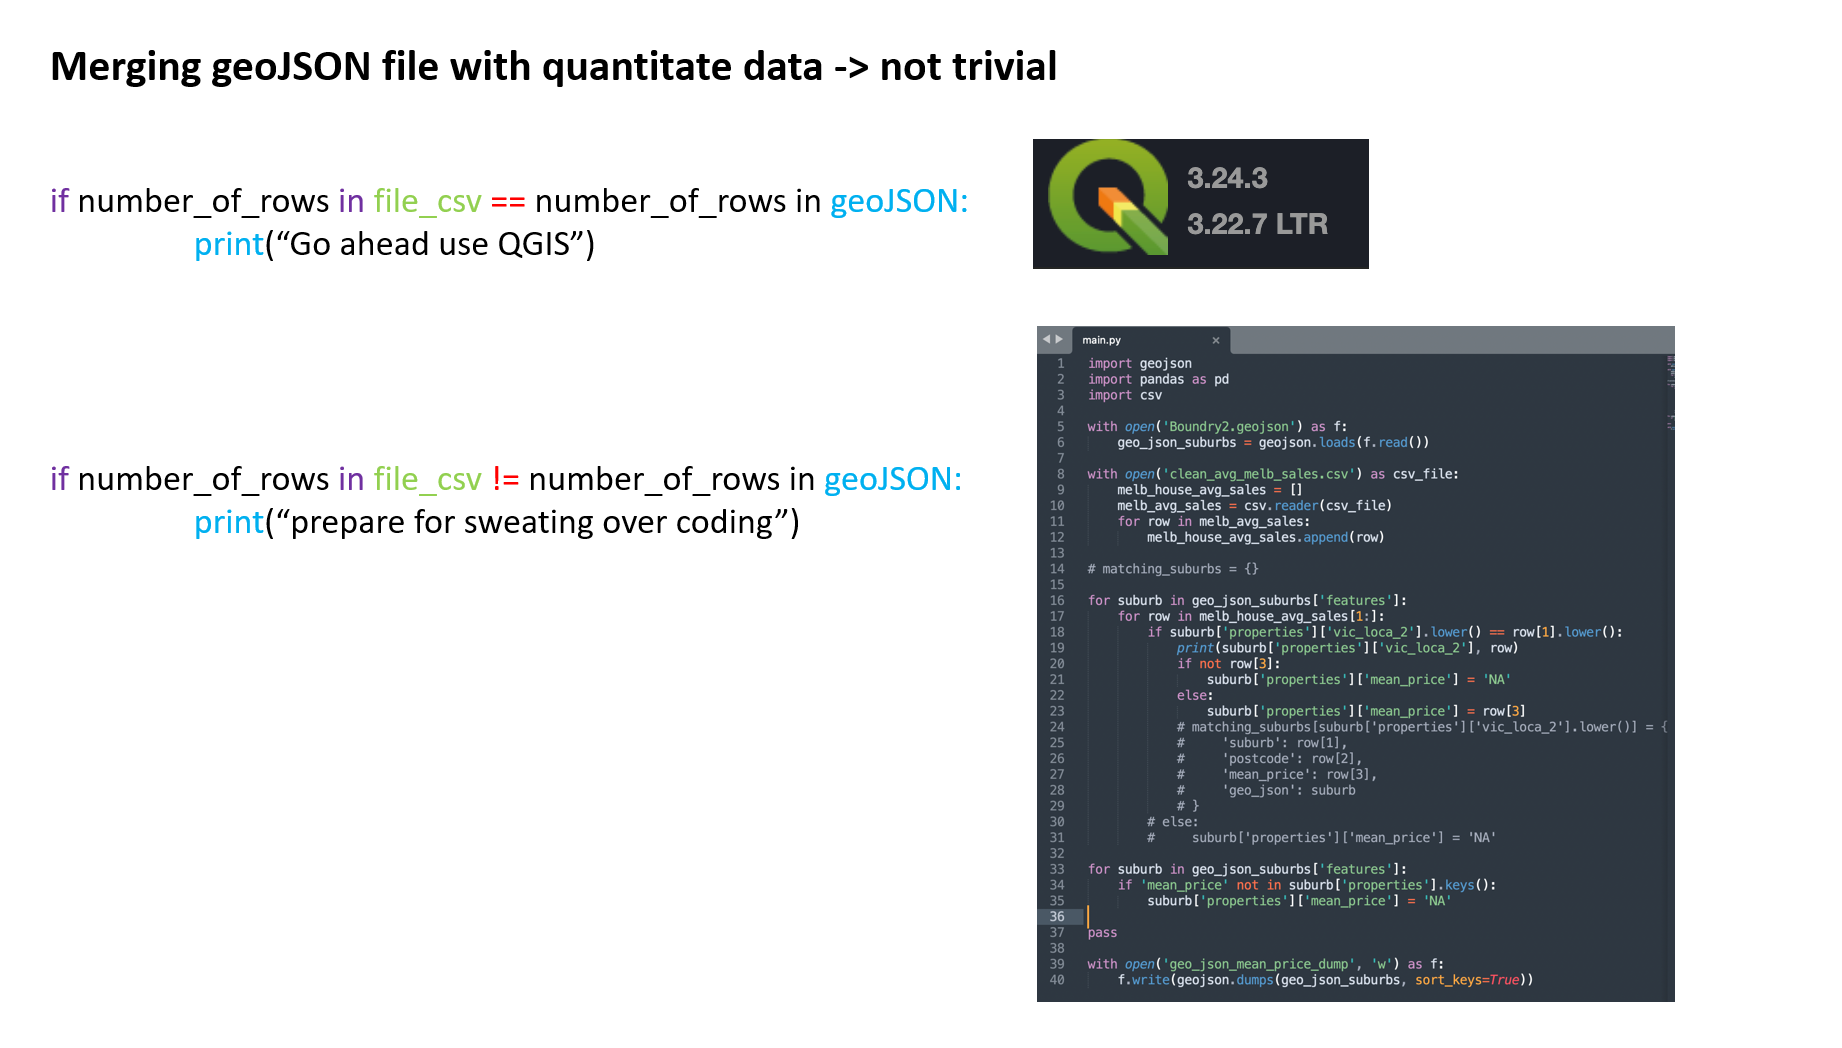 Merging geoJSON file with quantitate data -> not trivial
if number_of_rows in file_csv == number_of_rows in geoJSON:
print(“Go ahead use QGIS”)
3.24.3
3.22.7 LTR
if number_of_rows in file_csv != number_of_rows in geoJSON:
print(“prepare for sweating over coding”)
main.py
1 import geojson
2 import pandas as pd
3 import csv
4
5 with open('Boundry2.geojson') as f:
6 geo_json_suburbs = geojson.loads(f.read())
7
8 with open('clean_avg_melb_sales.csv') as csv_file:
9 melb_house_avg_sales = []
10 melb_avg_sales = csv.reader(csv_file)
11 for row in melb_avg_sales:
12 melb_house_avg_sales.append(row)
13
14 # matching_suburbs = {}
15
16 for suburb in geo_json_suburbs['features']:
17 for row in melb_house_avg_sales[1:]:
18 if suburb['properties']['vic_loca_2'].lower() == row[1].lower():
19 print(suburb['properties']['vic_loca_2'], row)
20 if not row[3]:
21 suburb['properties']['mean_price'] = 'NA'
22 else:
23 suburb['properties']['mean_price'] = row[3]
24 # matching_suburbs[suburb['properties']['vic_loca_2'].lower()] = {
25 # 'suburb': row[1],
26 # 'postcode': row[2],
27 # 'mean_price': row[3],
28 # 'geo_json': suburb
29 # }
30 # else:
31 # suburb['properties']['mean_price'] = 'NA'
32
33 for suburb in geo_json_suburbs['features']:
34 if 'mean_price' not in suburb['properties'].keys():
35 suburb['properties']['mean_price'] = 'NA'
36
37 pass
38
39 with open('geo_json_mean_price_dump', 'w') as f:
40 f.write(geojson.dumps(geo_json_suburbs, sort_keys=True))